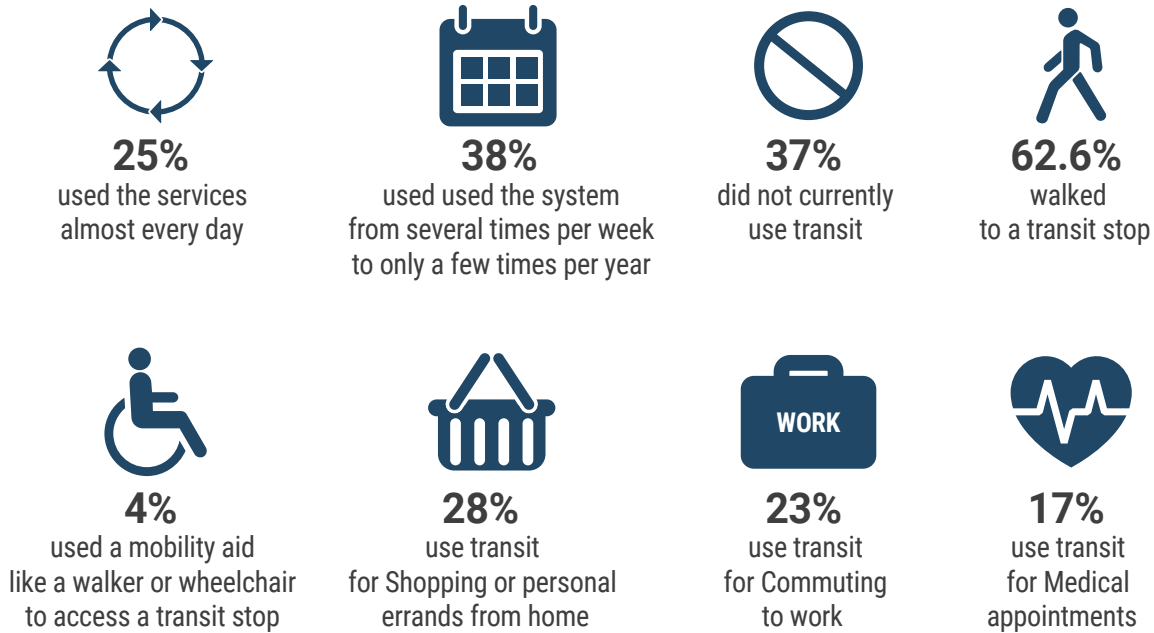 25%
used the services
almost every day
38%
used used the system
from several times per week
to only a few times per year
37%
did not currently
use transit
62.6%
walked
to a transit stop
4%
used a mobility aid
like a walker or wheelchair
to access a transit stop
28%
use transit
for Shopping or personal
errands from home
WORK
23%
use transit
for Commuting
to work
17%
use transit
for Medical
appointments